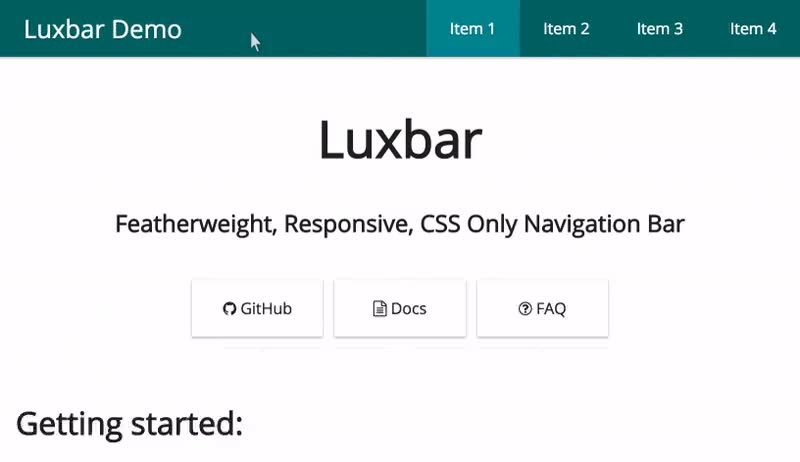 Luxbar Demo Item 1 Item 2 Item 3 Item 4
Luxbar
Featherweight, Responsive, CSS Only Navigation Bar
GitHub Docs FAQ
Getting started: